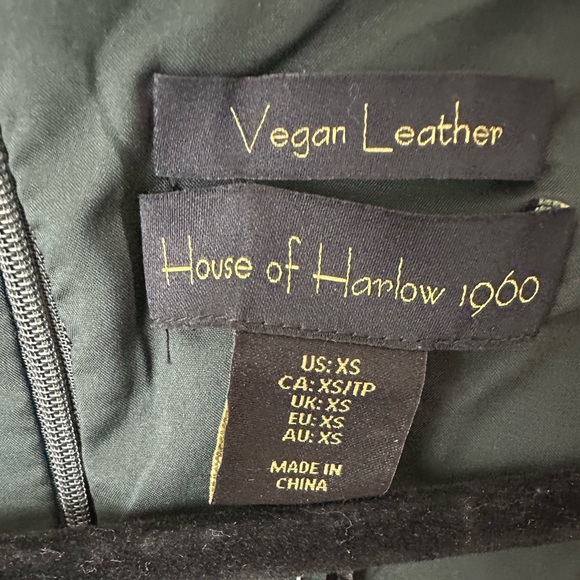 Vegan Leather
House of Harlow 1960
US: XS
CA: XS/TP
UK: XS
EU: XS
AU: XS
MADE IN
CHINA